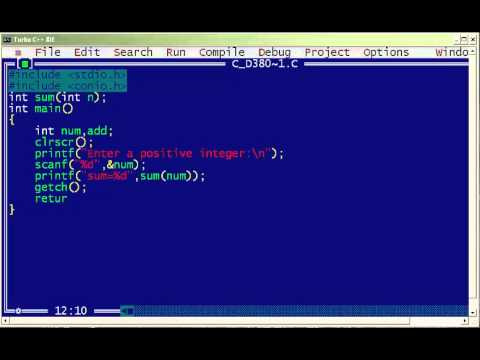 Turbo C++ IDE
File Edit Search Run Compile Debug Project Options Windo
C_D380~1.C
#include <stdio.h>
#include <conio.h>
int sum(int n);
int main()
{
int num,add;
clrscr();
printf("Enter a positive integer:\n");
scanf("%d",&num);
printf("sum=%d",sum(num));
getch();
retur
}
12:10